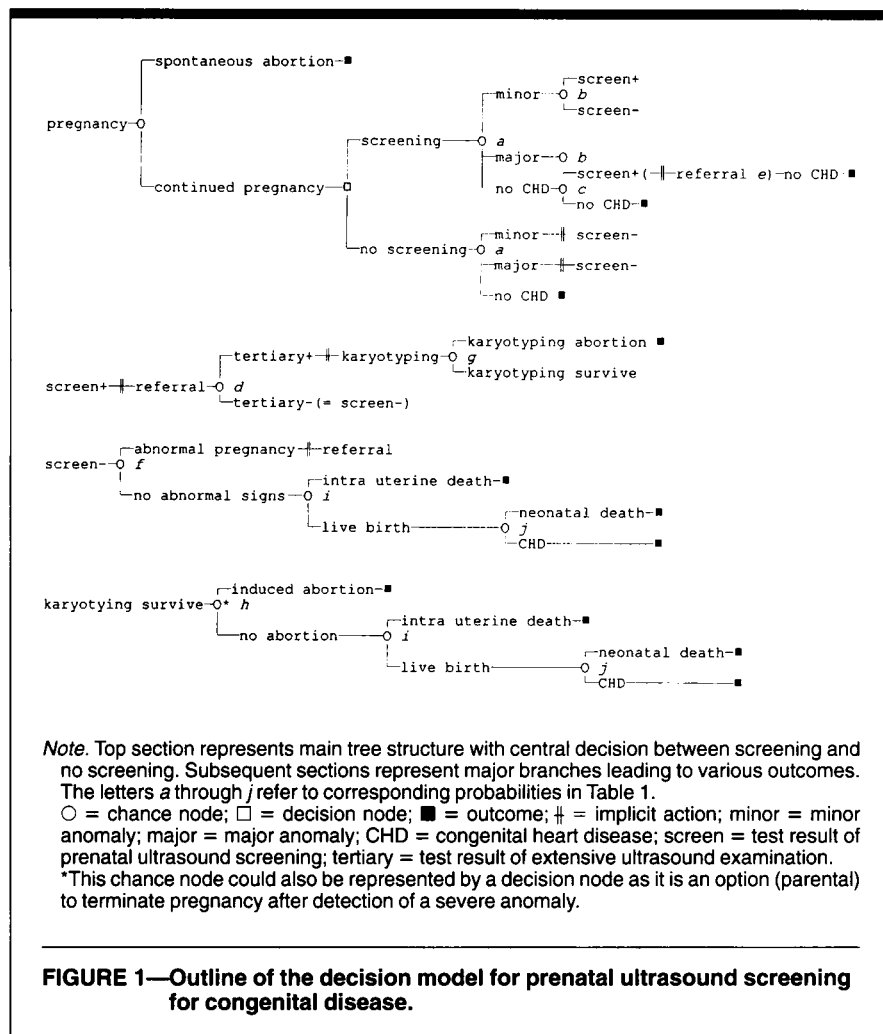 spontaneous abortion
screen+
minor b
screen-
pregnancy
screening a
major b
screen+ ( referral e) no CHD
continued pregnancy no CHD c
no CHD
minor screen-
no screening a
major screen-
no CHD
karyotyping abortion
tertiary+ karyotyping g
karyotyping survive
screen+ referral d
tertiary- (= screen-)
abnormal pregnancy referral
screen- f
intra uterine death
no abnormal signs i
neonatal death
live birth j
CHD
induced abortion
karyotying survive * h
intra uterine death
no abortion i
neonatal death
live birth j
CHD
Note. Top section represents main tree structure with central decision between screening and
no screening. Subsequent sections represent major branches leading to various outcomes.
The letters a through j refer to corresponding probabilities in Table 1.
○ = chance node; □ = decision node; ■ = outcome; ╫ = implicit action; minor = minor
anomaly; major = major anomaly; CHD = congenital heart disease; screen = test result of
prenatal ultrasound screening; tertiary = test result of extensive ultrasound examination.
*This chance node could also be represented by a decision node as it is an option (parental)
to terminate pregnancy after detection of a severe anomaly.
FIGURE 1—Outline of the decision model for prenatal ultrasound screening
for congenital disease.